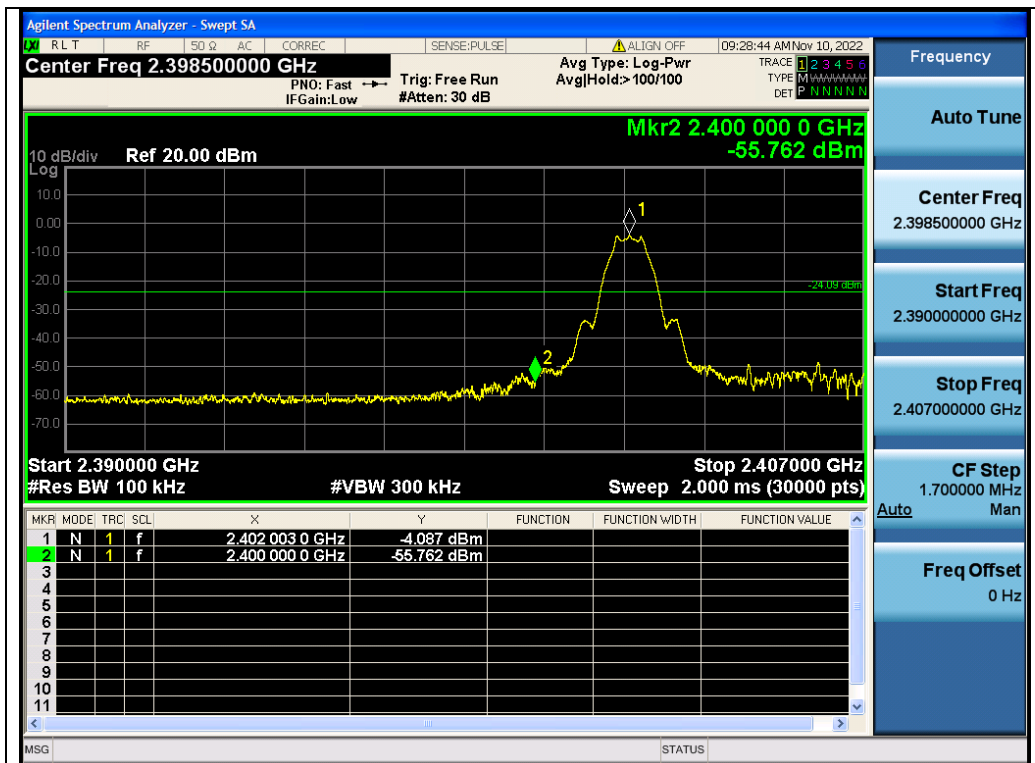 Agilent Spectrum Analyzer - Swept SA
LXI RLT RF 50 Ω AC CORREC SENSE:PULSE ALIGN OFF 09:28:44 AM Nov 10, 2022
Center Freq 2.398500000 GHz
PNO: Fast
IFGain:Low
Trig: Free Run
#Atten: 30 dB
Avg Type: Log-Pwr
Avg|Hold:>100/100
TRACE 1 2 3 4 5 6
TYPE M W W W W W
DET P N N N N N
Mkr2 2.400 000 0 GHz
-55.762 dBm
10 dB/div Ref 20.00 dBm
Log
10.0
0.00
-10.0
-20.0
-30.0
-40.0
-50.0
-60.0
-70.0
1
-24.09 dBm
2
Start 2.390000 GHz Stop 2.407000 GHz
#Res BW 100 kHz #VBW 300 kHz Sweep 2.000 ms (30000 pts)
MKR MODE TRC SCL X Y FUNCTION FUNCTION WIDTH FUNCTION VALUE
1 N 1 f 2.402 003 0 GHz -4.087 dBm
2 N 1 f 2.400 000 0 GHz -55.762 dBm
3
4
5
6
7
8
9
10
11
MSG STATUS
Frequency
Auto Tune
Center Freq
2.398500000 GHz
Start Freq
2.390000000 GHz
Stop Freq
2.407000000 GHz
CF Step
1.700000 MHz
Auto Man
Freq Offset
0 Hz